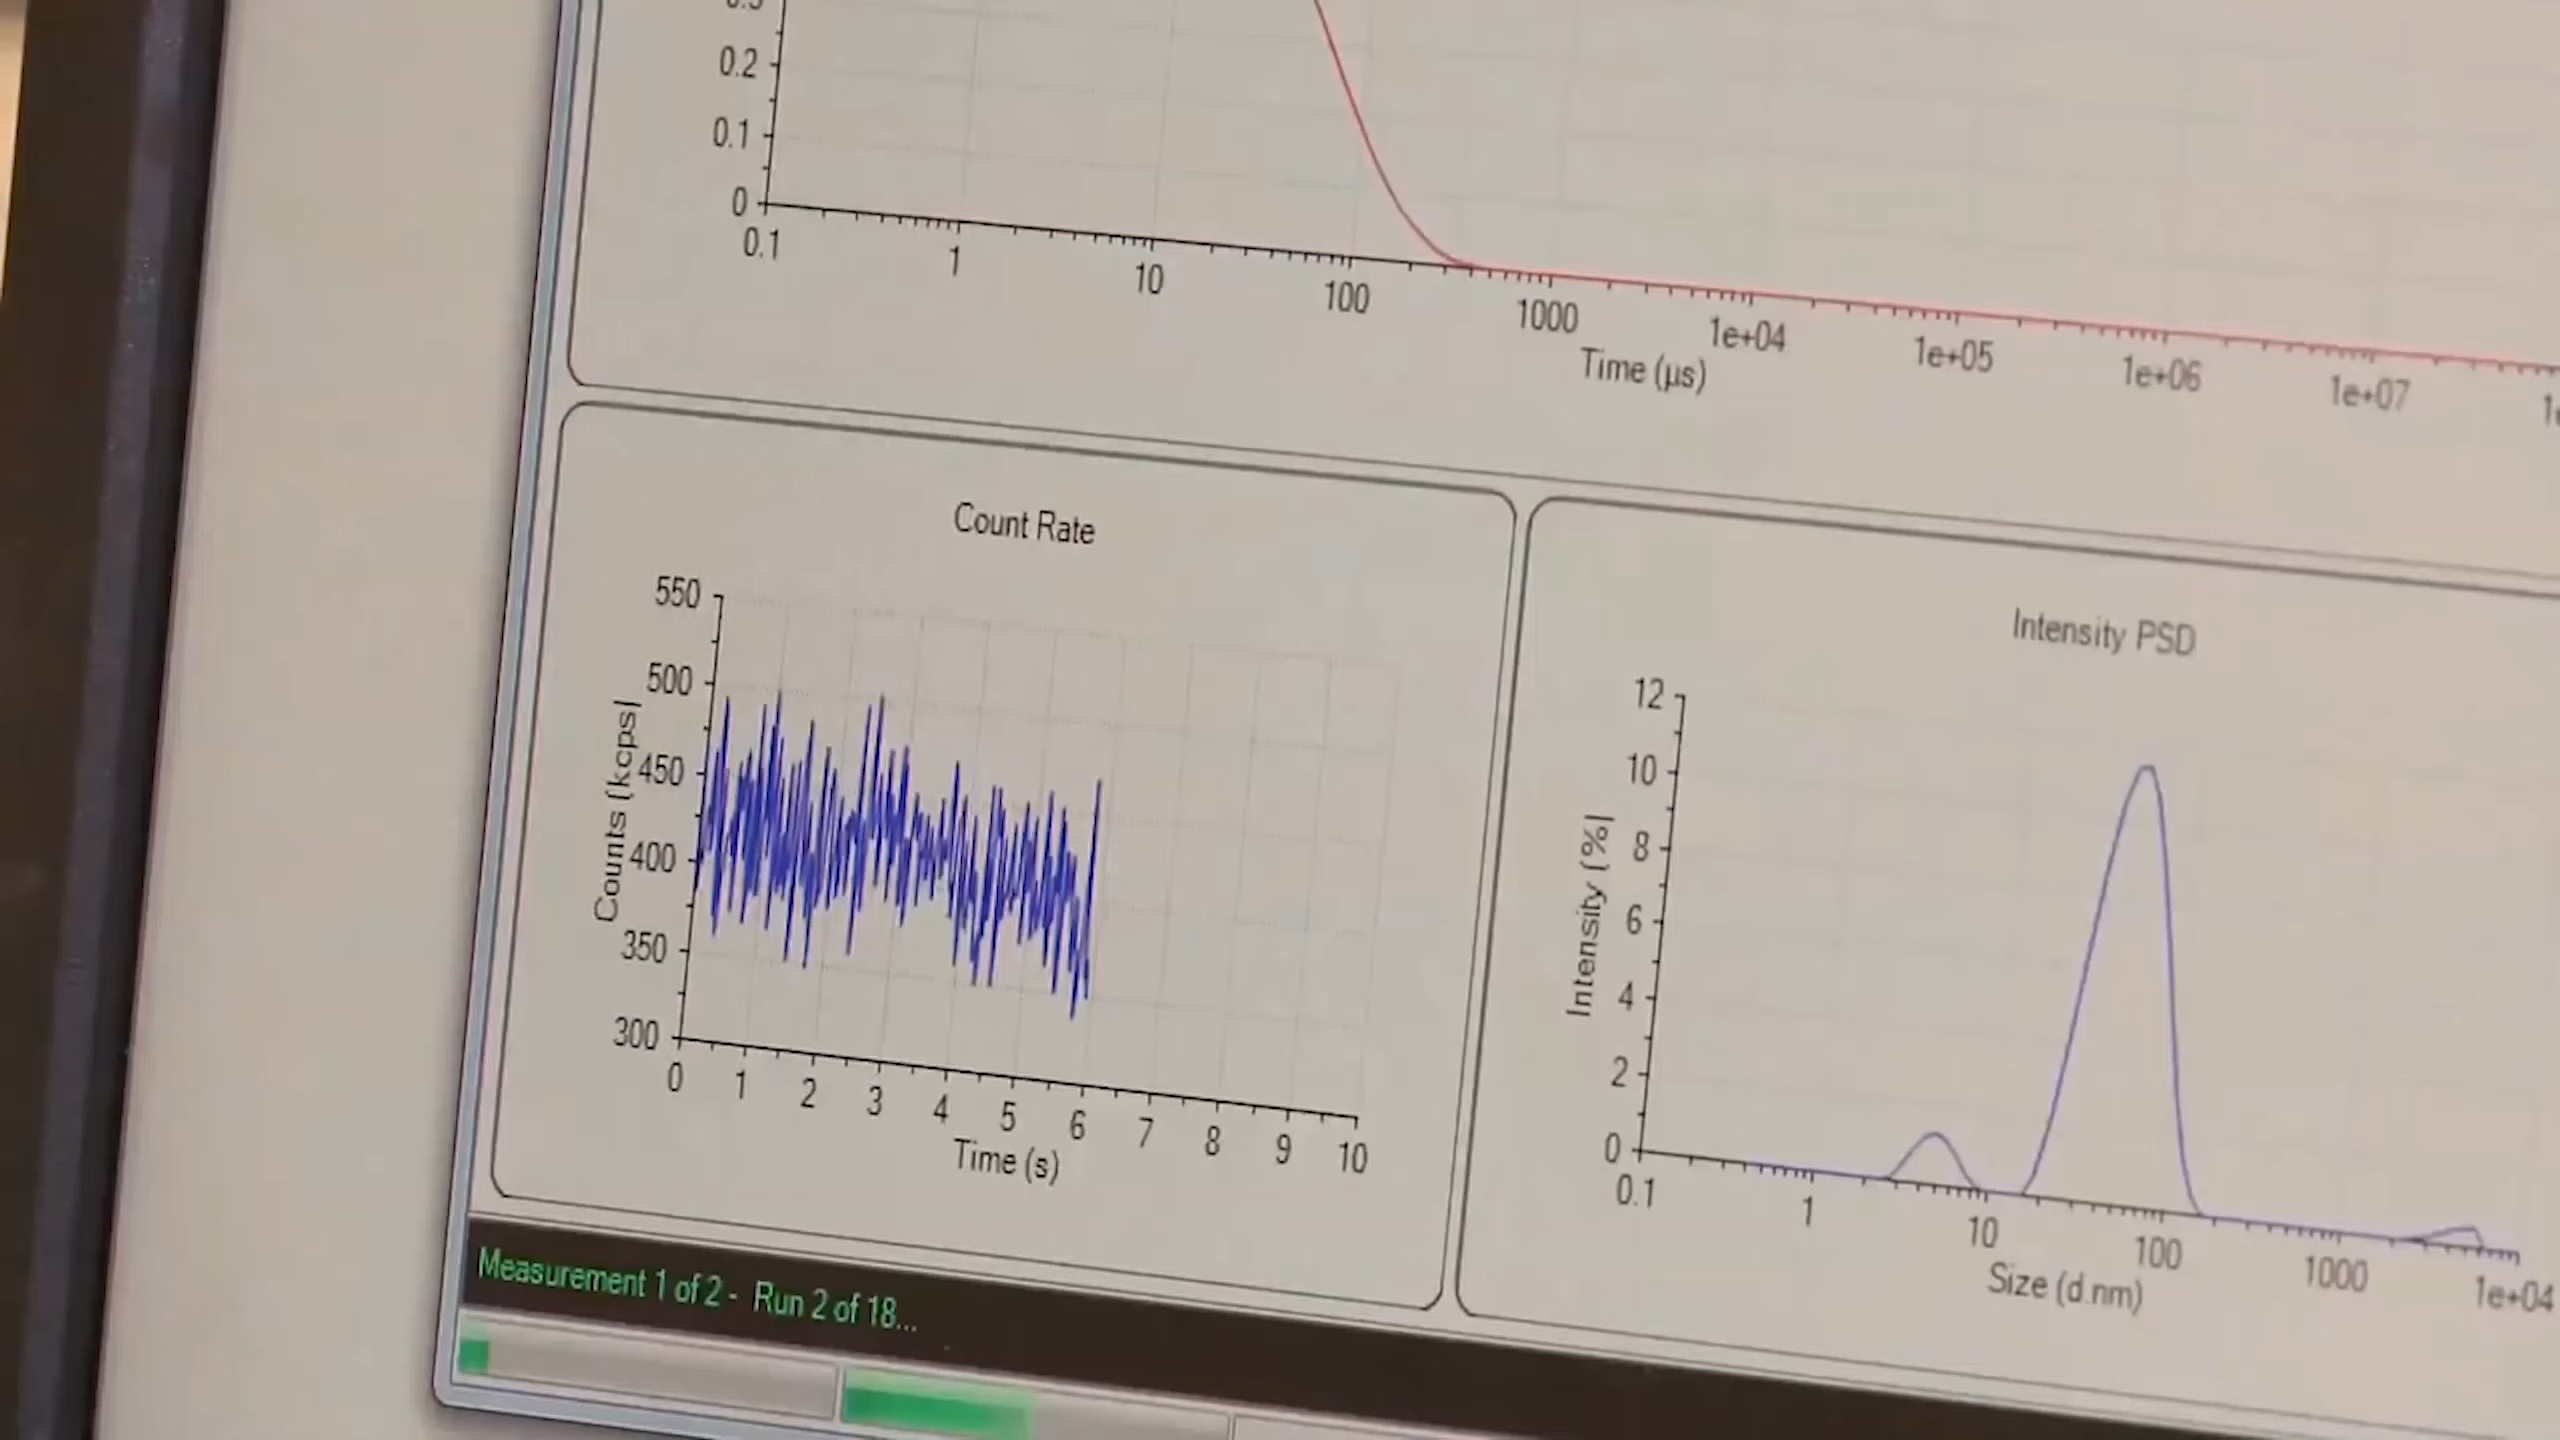 0.2
0.1
0
0.1 1 10 100 1000 1e+04 1e+05 1e+06 1e+07
Time (µs)
Count Rate
550
500
450
400
350
300
Counts (kcps)
0 1 2 3 4 5 6 7 8 9 10
Time (s)
Intensity PSD
12
10
8
6
4
2
0
Intensity (%)
0.1 1 10 100 1000 1e+04
Size (d.nm)
Measurement 1 of 2 - Run 2 of 18...